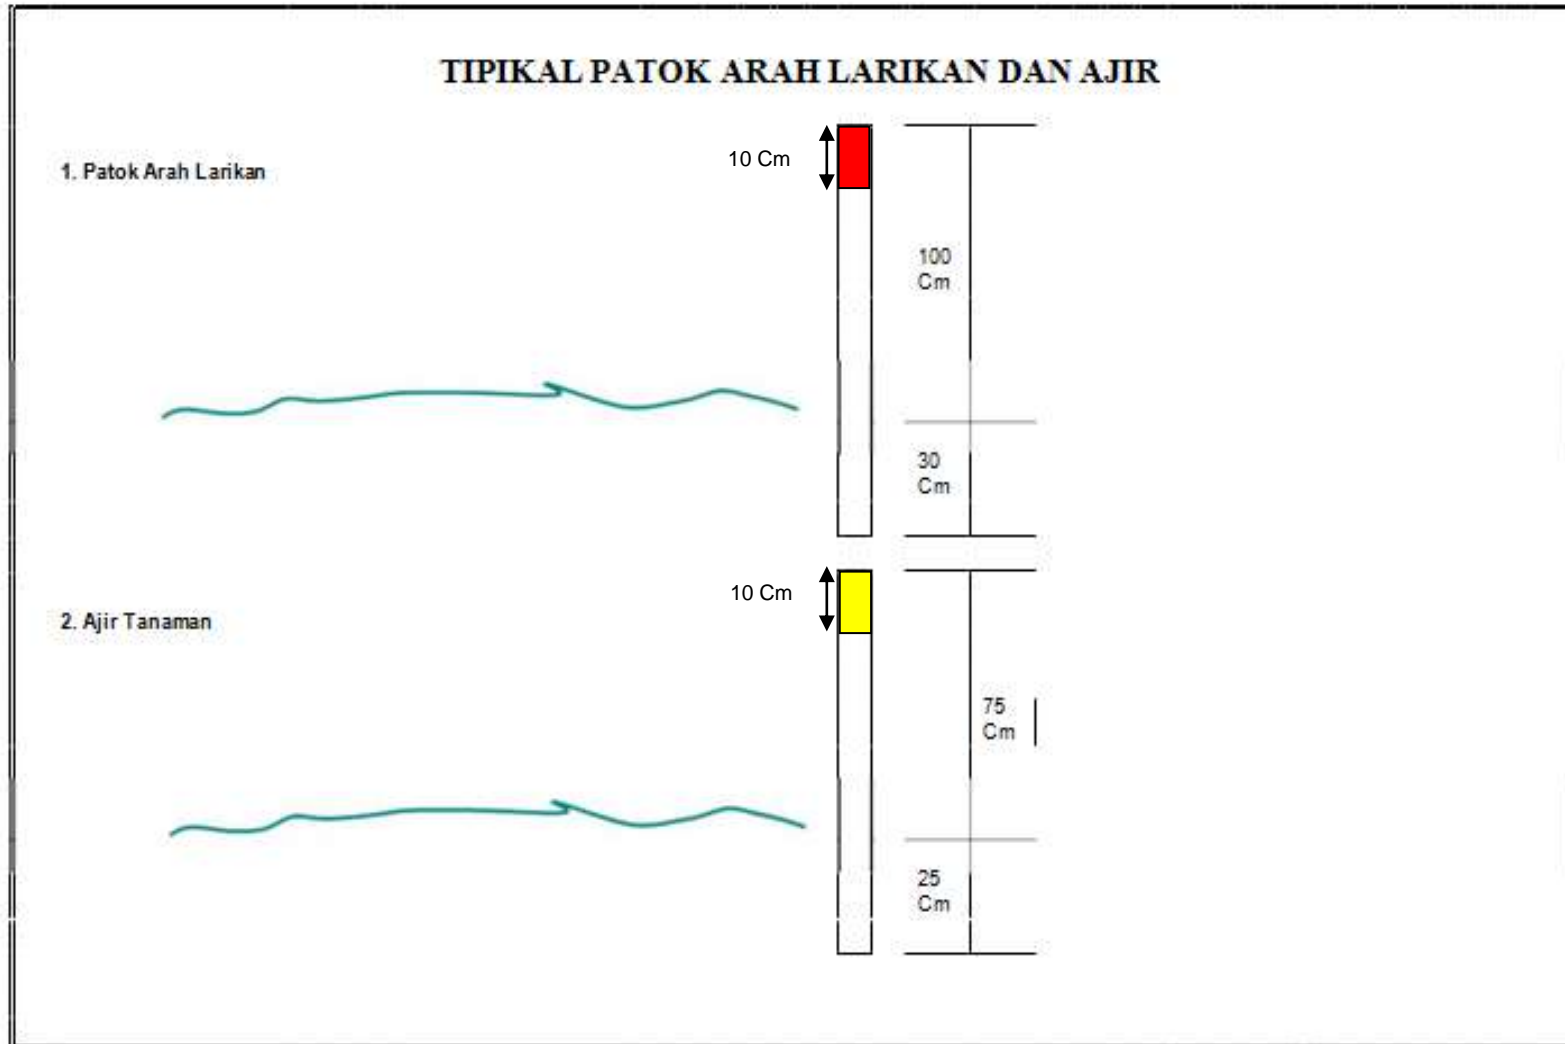 TIPIKAL PATOK ARAH LARIKAN DAN AJIR
1. Patok Arah Larikan
10 Cm
100
Cm
30
Cm
2. Ajir Tanaman
10 Cm
75
Cm
25
Cm